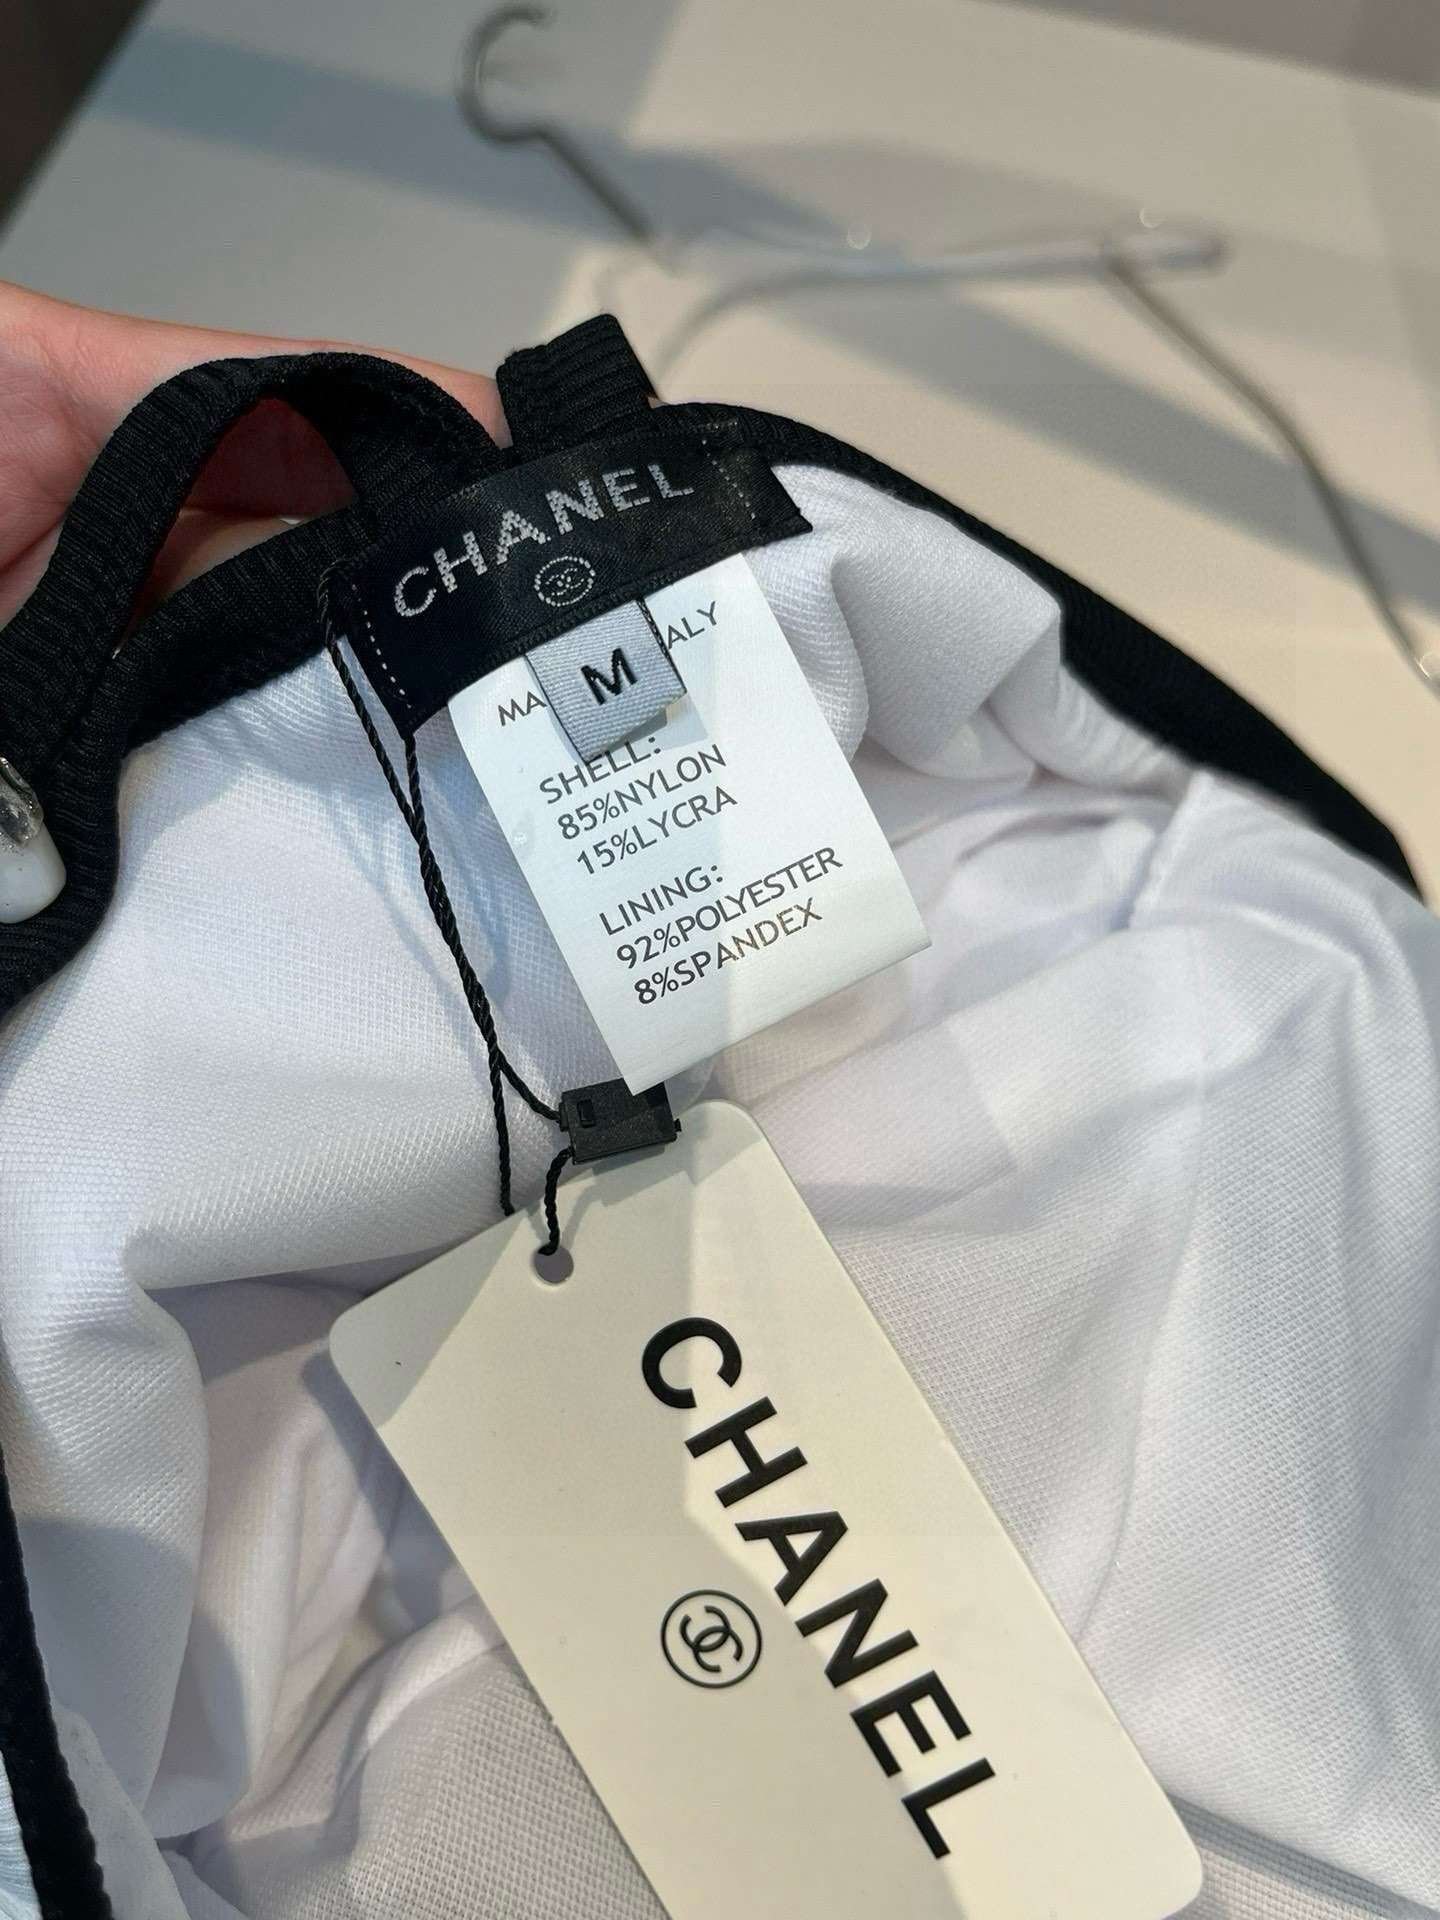 CHANEL
M
MA ALY
SHELL:
85%NYLON
15%LYCRA
LINING:
92%POLYESTER
8%SPANDEX
CHANEL